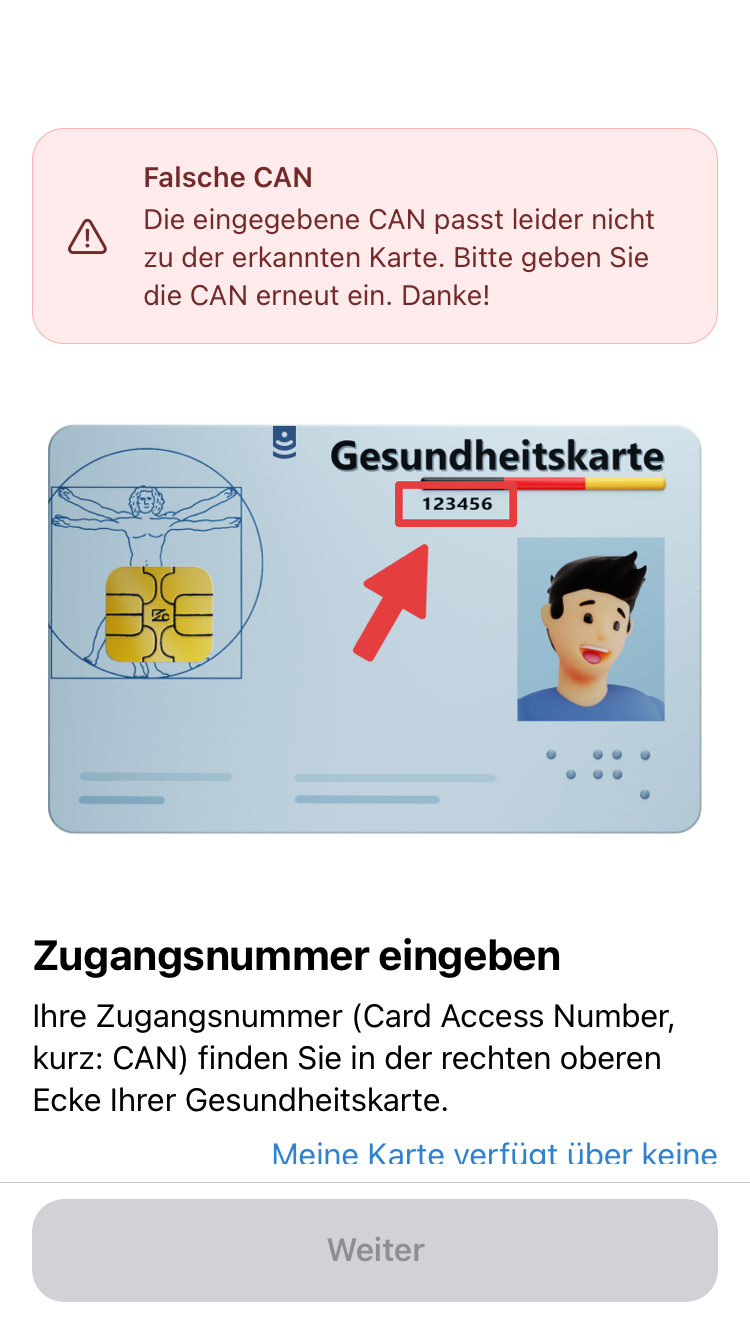 Falsche CAN
Die eingegebene CAN passt leider nicht
zu der erkannten Karte. Bitte geben Sie
die CAN erneut ein. Danke!
Gesundheitskarte
123456
Zugangsnummer eingeben
Ihre Zugangsnummer (Card Access Number,
kurz: CAN) finden Sie in der rechten oberen
Ecke Ihrer Gesundheitskarte.
Meine Karte verfügt über keine
Weiter